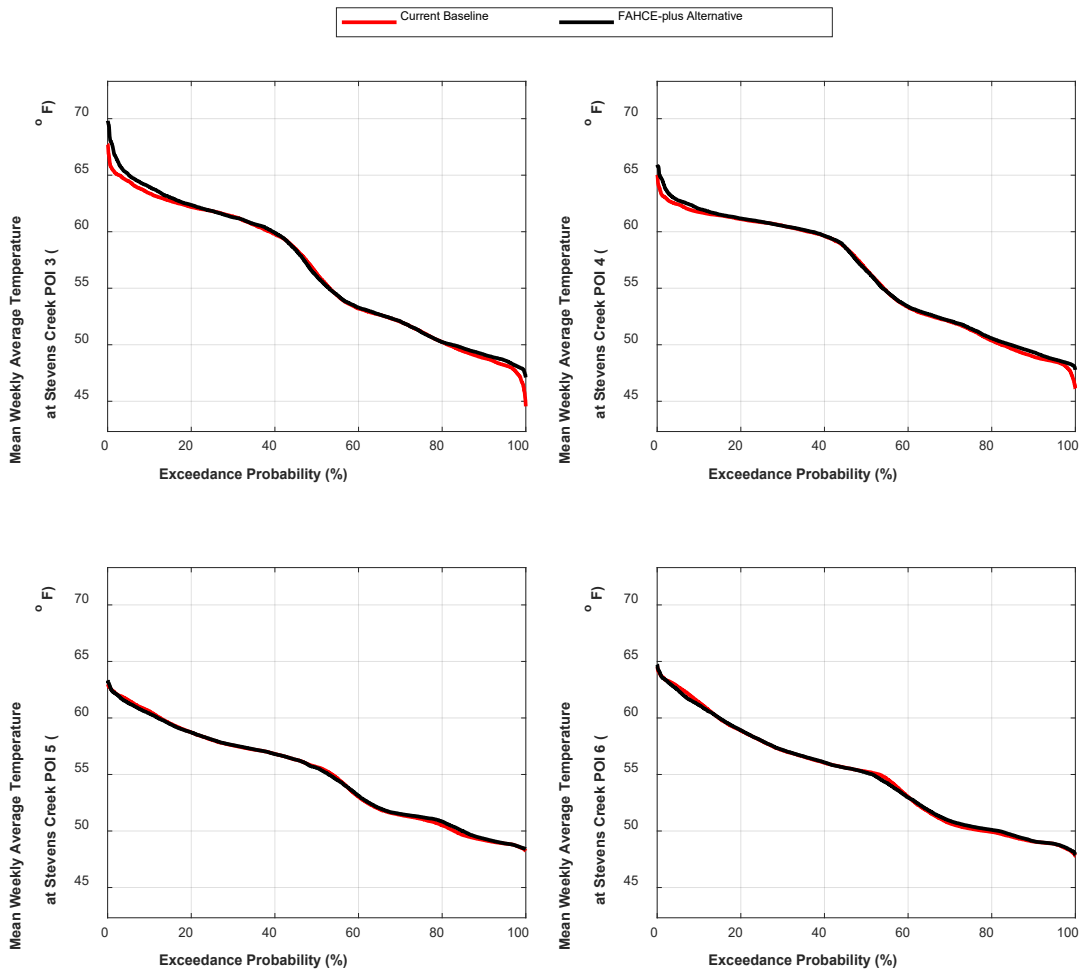 Current Baseline
FAHCE-plus Alternative
Mean Weekly Average Temperature
at Stevens Creek POI 3 (
o F)
70
65
60
55
50
45
0 20 40 60 80 100
Exceedance Probability (%)
Mean Weekly Average Temperature
at Stevens Creek POI 4 (
o F)
70
65
60
55
50
45
0 20 40 60 80 100
Exceedance Probability (%)
Mean Weekly Average Temperature
at Stevens Creek POI 5 (
o F)
70
65
60
55
50
45
0 20 40 60 80 100
Exceedance Probability (%)
Mean Weekly Average Temperature
at Stevens Creek POI 6 (
o F)
70
65
60
55
50
45
0 20 40 60 80 100
Exceedance Probability (%)